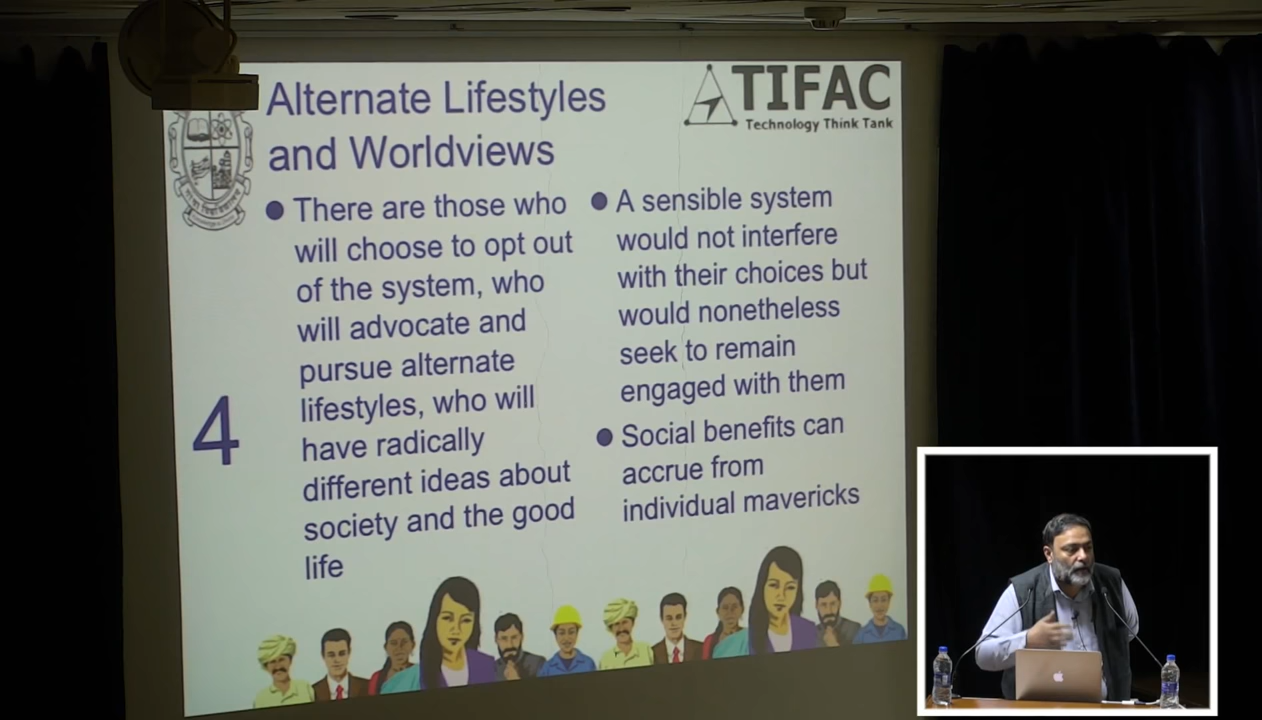 Alternate Lifestyles
and Worldviews
TIFAC
Technology Think Tank
There are those who
will choose to opt out
of the system, who
will advocate and
pursue alternate
lifestyles, who will
have radically
different ideas about
society and the good
life
A sensible system
would not interfere
with their choices but
would nonetheless
seek to remain
engaged with them
Social benefits can
accrue from
individual mavericks
4